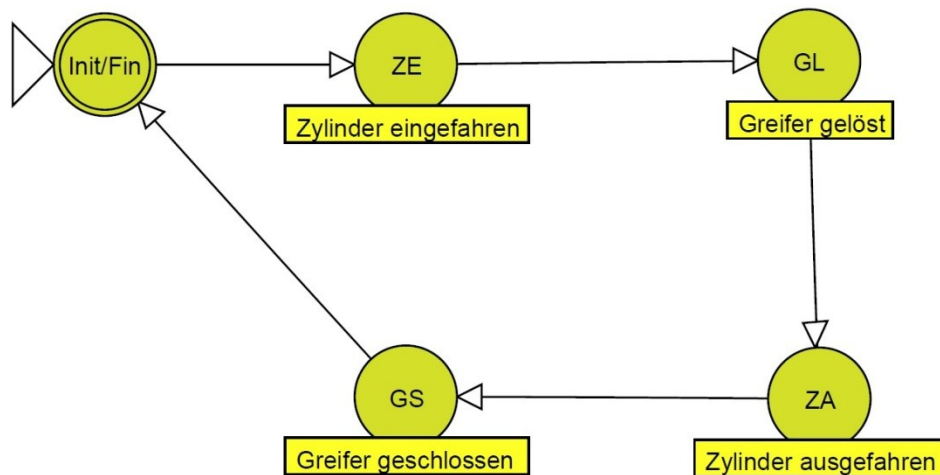 Init/Fin
ZE
Zylinder eingefahren
GL
Greifer gelöst
GS
Greifer geschlossen
ZA
Zylinder ausgefahren